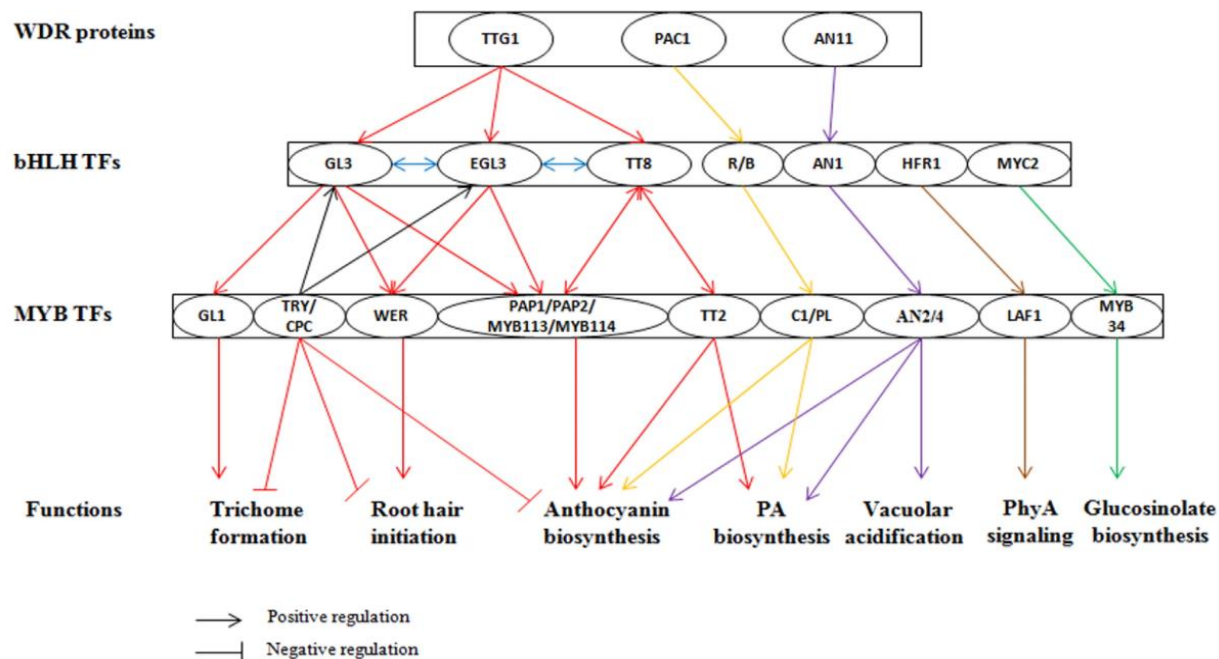 WDR proteins
TTG1
PAC1
AN11
bHLH TFs
GL3
EGL3
TT8
R/B
AN1
HFR1
MYC2
MYB TFs
GL1
TRY/
CPC
WER
PAP1/PAP2/
MYB113/MYB114
TT2
C1/PL
AN2/4
LAF1
MYB
34
Functions
Trichome
formation
Root hair
initiation
Anthocyanin
biosynthesis
PA
biosynthesis
Vacuolar
acidification
PhyA
signaling
Glucosinolate
biosynthesis
Positive regulation
Negative regulation